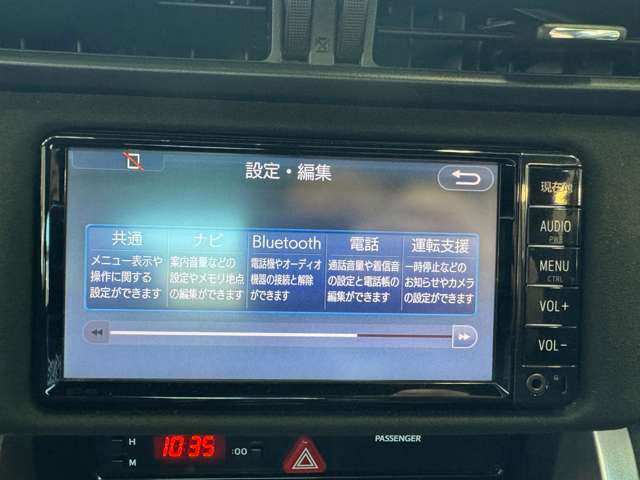 設定・編集
共通
メニュー表示や
操作に関する
設定ができます
ナビ
案内音量などの
設定やメモリ地点
の編集ができます
Bluetooth
電話機やオーディオ
機器の接続と解除
ができます
電話
通話音量や着信音
の設定と電話帳の
編集ができます
運転支援
一時停止などの
お知らせやカメラ
の設定ができます
現在地
AUDIO
PWR
MENU
CTRL
VOL+
VOL-
H
M
10:35
:00
PASSENGER